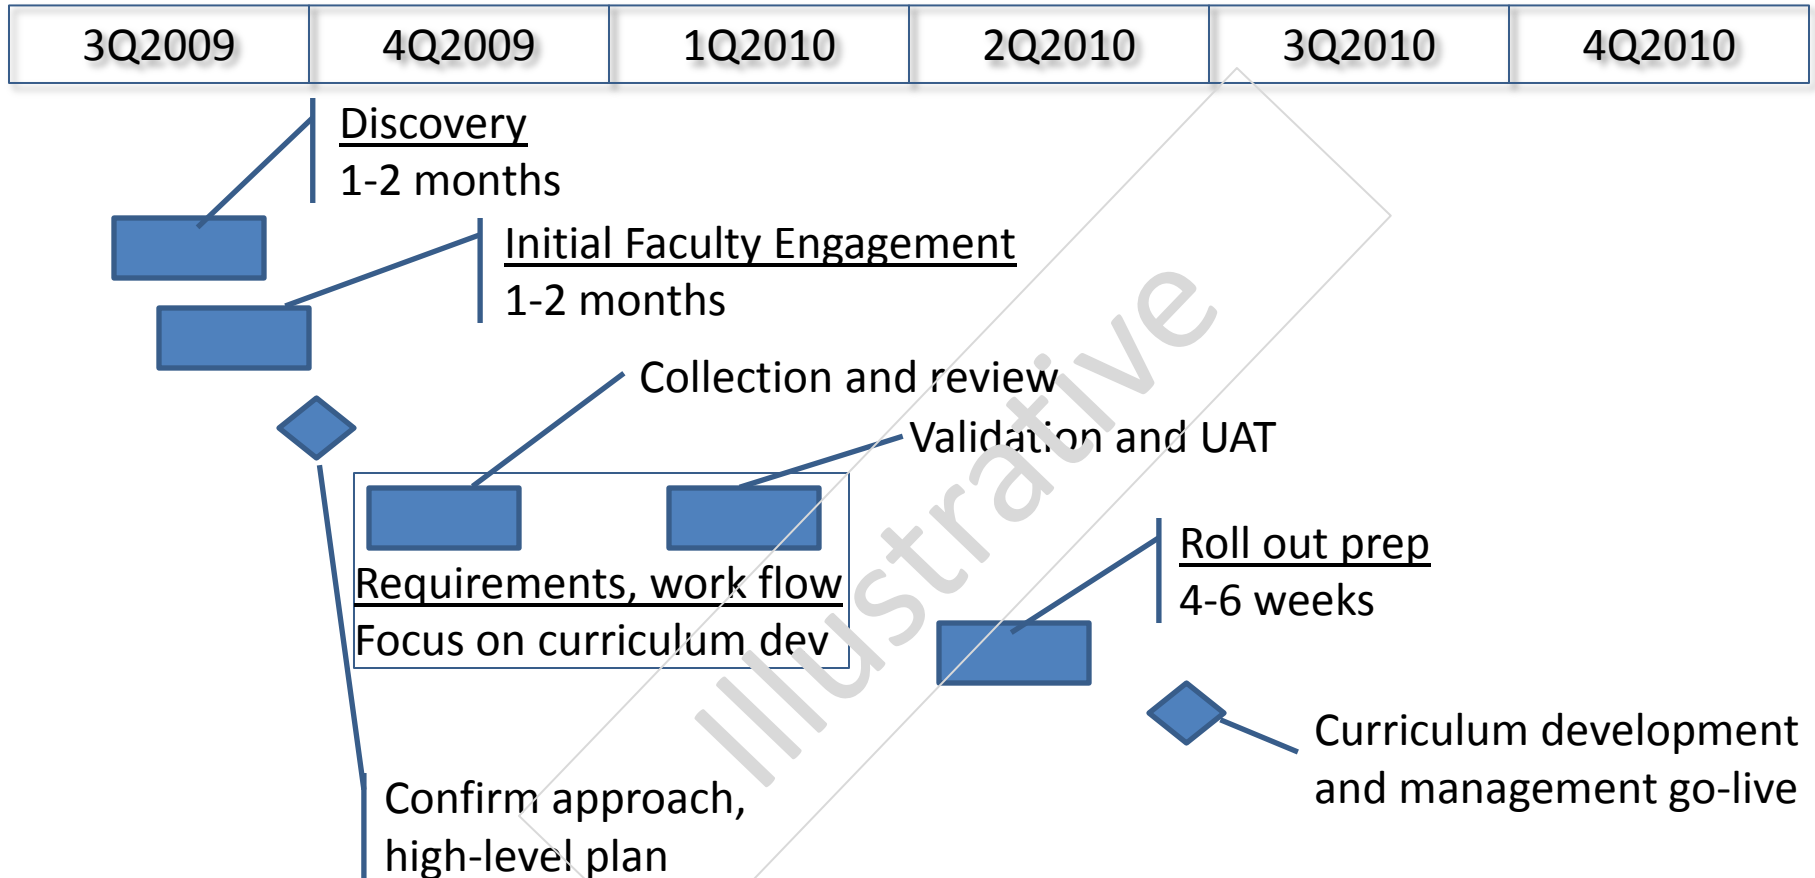 3Q2009 4Q2009 1Q2010 2Q2010 3Q2010 4Q2010
Discovery
1-2 months
Initial Faculty Engagement
1-2 months
Collection and review
Validation and UAT
Requirements, work flow
Focus on curriculum dev
Roll out prep
4-6 weeks
Curriculum development
and management go-live
Confirm approach,
high-level plan
Illustrative